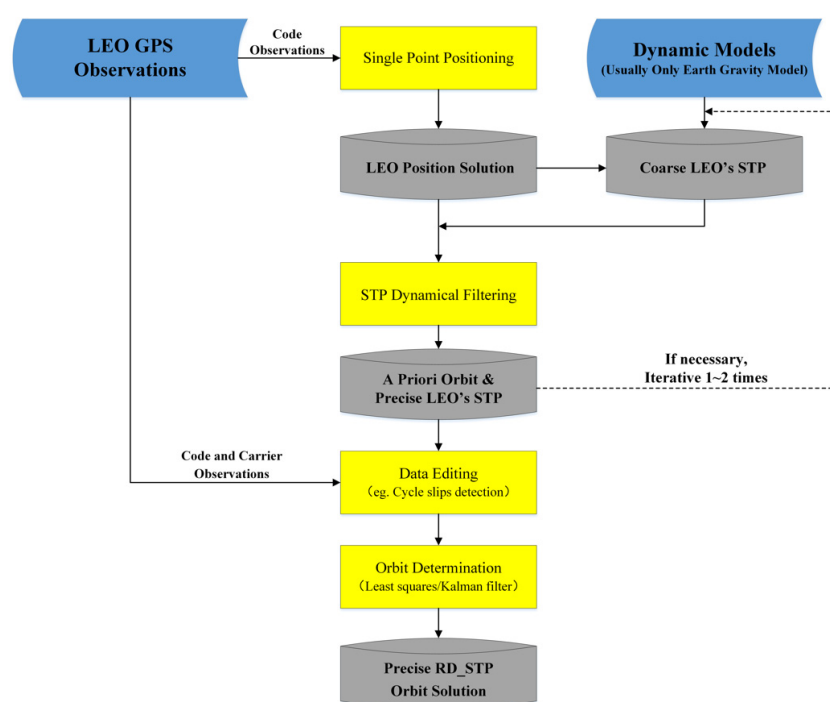 LEO GPS
Observations
Code
Observations
Single Point Positioning
Dynamic Models
(Usually Only Earth Gravity Model)
LEO Position Solution
Coarse LEO’s STP
STP Dynamical Filtering
A Priori Orbit &
Precise LEO’s STP
If necessary,
Iterative 1~2 times
Code and Carrier
Observations
Data Editing
（eg. Cycle slips detection）
Orbit Determination
（Least squares/Kalman filter）
Precise RD_STP
Orbit Solution